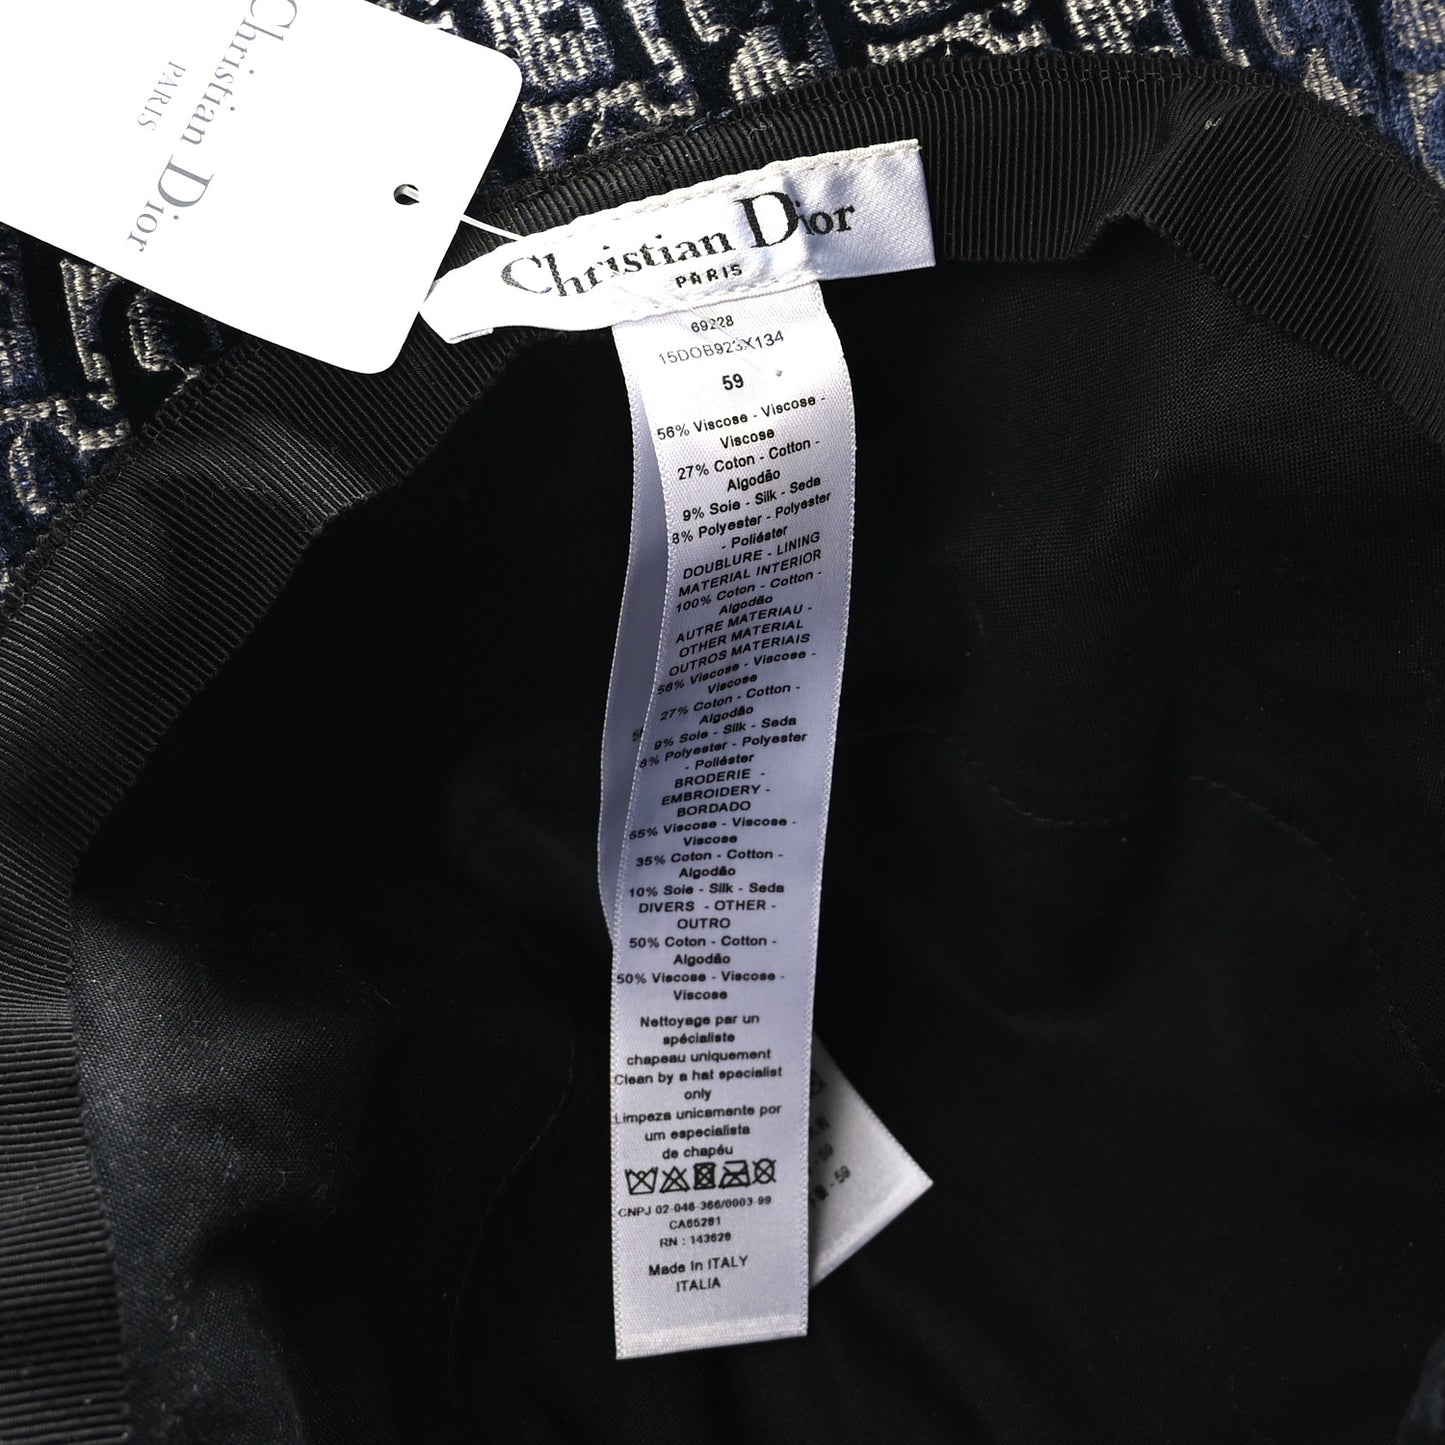 Christian Dior
PARIS
Christian Dior
PARIS
69228
15DOB923X134
59
56% Viscose - Viscose -
Viscose
27% Coton - Cotton -
Algodão
9% Soie - Silk - Seda
8% Polyester - Polyester
- Poliéster
DOUBLURE - LINING
MATERIAL INTERIOR
100% Coton - Cotton -
Algodão
AUTRE MATERIAU -
OTHER MATERIAL
OUTROS MATERIAIS
56% Viscose - Viscose -
Viscose
27% Coton - Cotton -
Algodão
9% Soie - Silk - Seda
8% Polyester - Polyester
- Poliéster
BRODERIE -
EMBROIDERY -
BORDADO
55% Viscose - Viscose -
Viscose
35% Coton - Cotton -
Algodão
10% Soie - Silk - Seda
DIVERS - OTHER -
OUTRO
50% Coton - Cotton -
Algodão
50% Viscose - Viscose -
Viscose
Nettoyage par un
spécialiste
chapeau uniquement
Clean by a hat specialist
only
Limpeza unicamente por
um especialista
de chapéu
CNPJ 02-046-366/0003-99
CA65281
RN : 143628
Made In ITALY
ITALIA
- 59
- 59